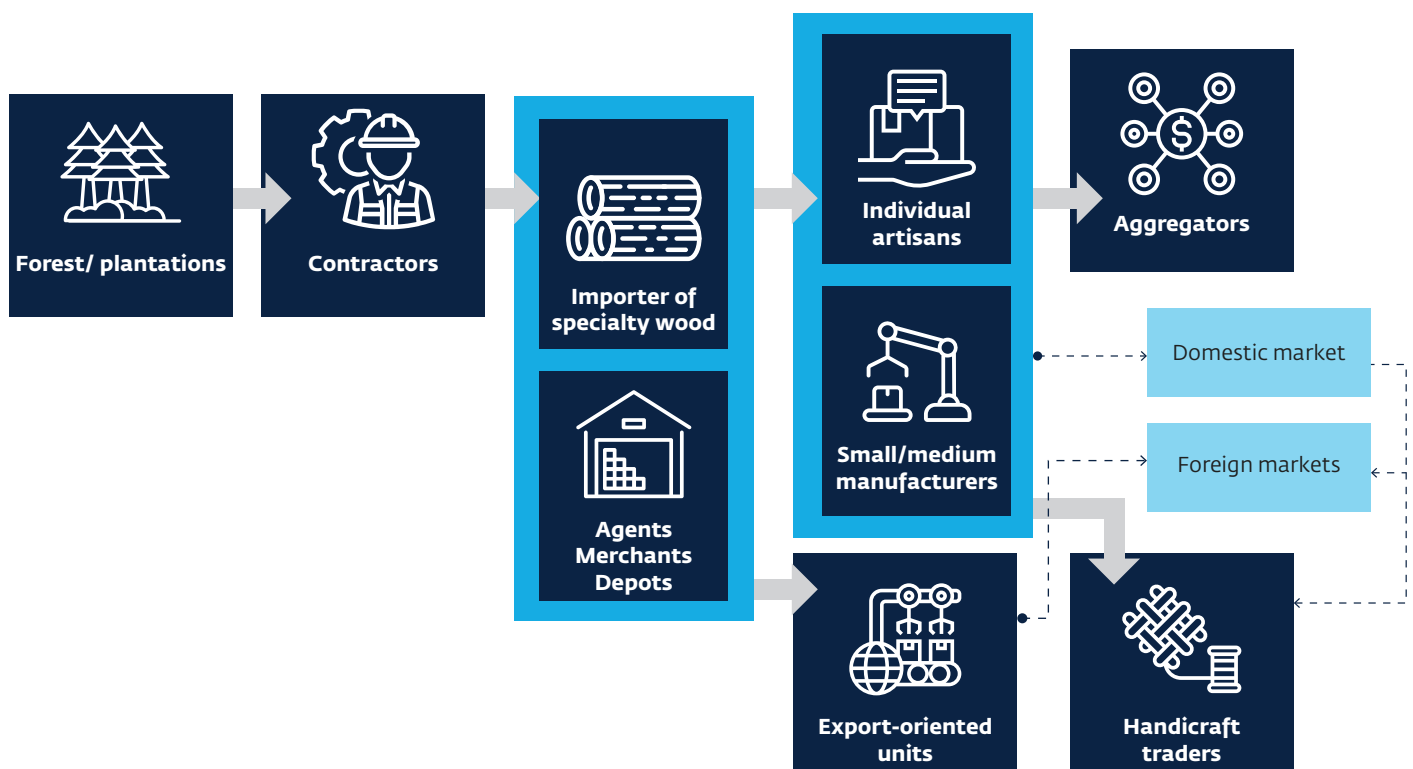 Forest/ plantations
Contractors
Importer of
specialty wood
Agents
Merchants
Depots
Individual
artisans
Small/medium
manufacturers
Export-oriented
units
Aggregators
Domestic market
Foreign markets
Handicraft
traders